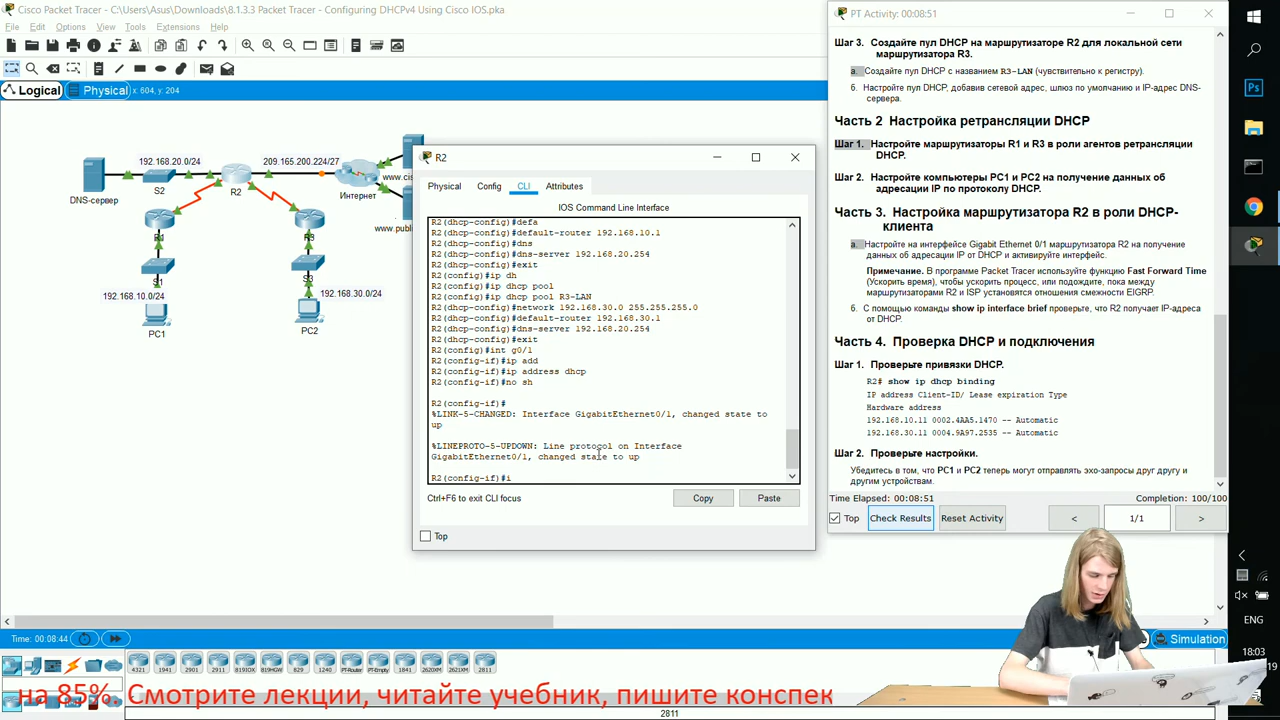 Cisco Packet Tracer - C:\Users\Asus\Downloads\8.1.3.3 Packet Tracer - Configuring DHCPv4 Using Cisco IOS.pka
File Edit Options View Tools Extensions Help
Logical Physical x: 604, y: 204
192.168.20.0/24
209.165.200.224/27
DNS-сервер
S2
R2
Интернет
www.cis
www.publ
R1
R3
S1
S3
192.168.10.0/24
192.168.30.0/24
PC1
PC2
R2
Physical Config CLI Attributes
IOS Command Line Interface
R2(dhcp-config)#defa
R2(dhcp-config)#default-router 192.168.10.1
R2(dhcp-config)#dns
R2(dhcp-config)#dns-server 192.168.20.254
R2(dhcp-config)#exit
R2(config)#ip dh
R2(config)#ip dhcp pool
R2(config)#ip dhcp pool R3-LAN
R2(dhcp-config)#network 192.168.30.0 255.255.255.0
R2(dhcp-config)#default-router 192.168.30.1
R2(dhcp-config)#dns-server 192.168.20.254
R2(dhcp-config)#exit
R2(config)#int g0/1
R2(config-if)#ip add
R2(config-if)#ip address dhcp
R2(config-if)#no sh
R2(config-if)#
%LINK-5-CHANGED: Interface GigabitEthernet0/1, changed state to
up
%LINEPROTO-5-UPDOWN: Line protocol on Interface
GigabitEthernet0/1, changed state to up
R2(config-if)#i
Ctrl+F6 to exit CLI focus
Copy
Paste
Top
PT Activity: 00:08:51
Шаг 3. Создайте пул DHCP на маршрутизаторе R2 для локальной сети
маршрутизатора R3.
а. Создайте пул DHCP с названием R3-LAN (чувствительно к регистру).
б. Настройте пул DHCP, добавив сетевой адрес, шлюз по умолчанию и IP-адрес DNS-
сервера.
Часть 2 Настройка ретрансляции DHCP
Шаг 1. Настройте маршрутизаторы R1 и R3 в роли агентов ретрансляции
DHCP.
Шаг 2. Настройте компьютеры PC1 и PC2 на получение данных об
адресации IP по протоколу DHCP.
Часть 3. Настройка маршрутизатора R2 в роли DHCP-
клиента
а. Настройте на интерфейсе Gigabit Ethernet 0/1 маршрутизатора R2 на получение
данных об адресации IP от DHCP и активируйте интерфейс.
Примечание. В программе Packet Tracer используйте функцию Fast Forward Time
(Ускорить время), чтобы ускорить процесс, или подождите, пока между
маршрутизаторами R2 и ISP установятся отношения смежности EIGRP.
б. С помощью команды show ip interface brief проверьте, что R2 получает IP-адреса
от DHCP.
Часть 4. Проверка DHCP и подключения
Шаг 1. Проверьте привязки DHCP.
R2# show ip dhcp binding
IP address Client-ID/ Lease expiration Type
Hardware address
192.168.10.11 0002.4AA5.1470 -- Automatic
192.168.30.11 0004.9A97.2535 -- Automatic
Шаг 2. Проверьте настройки.
Убедитесь в том, что PC1 и PC2 теперь могут отправлять эхо-запросы друг другу и
другим устройствам.
Time Elapsed: 00:08:51 Completion: 100/100
Top Check Results Reset Activity < 1/1 >
Ps
ENG
18:03
Time: 00:08:44
Simulation
4321 1941 2901 2911 819IOX 819HGW 829 1240 PT-Router PT-Empty 1841 2620XM 2621XM 2811
на 85%. Смотрите лекции, читайте учебник, пишите конспек
2811